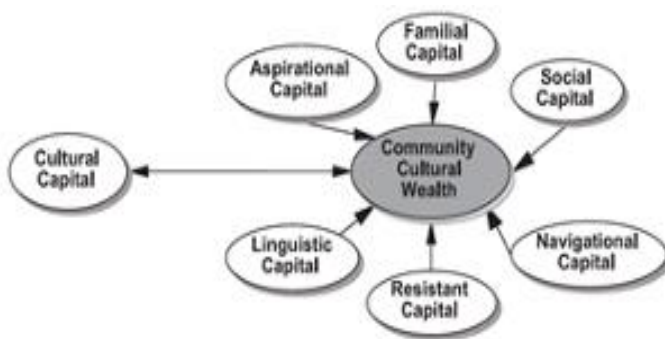 Familial
Capital
Aspirational
Capital
Social
Capital
Community
Cultural
Wealth
Cultural
Capital
Linguistic
Capital
Navigational
Capital
Resistant
Capital